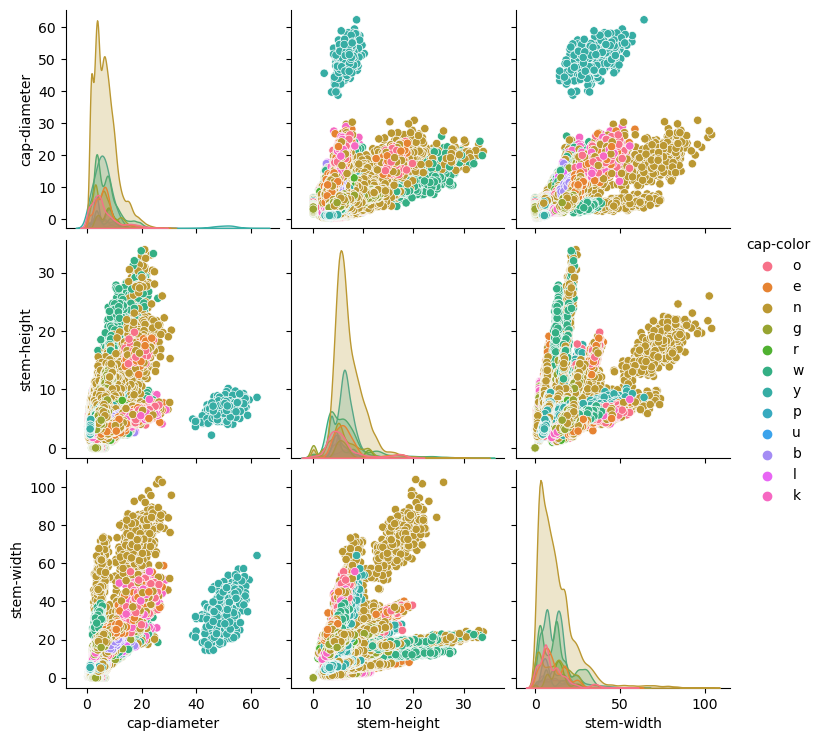 60
50
40
30
20
10
0
cap-diameter
30
20
10
0
stem-height
cap-color
o
e
n
g
r
w
y
p
u
b
l
k
100
80
60
40
20
0
stem-width
0 20 40 60
0 10 20 30
0 50 100
cap-diameter stem-height stem-width